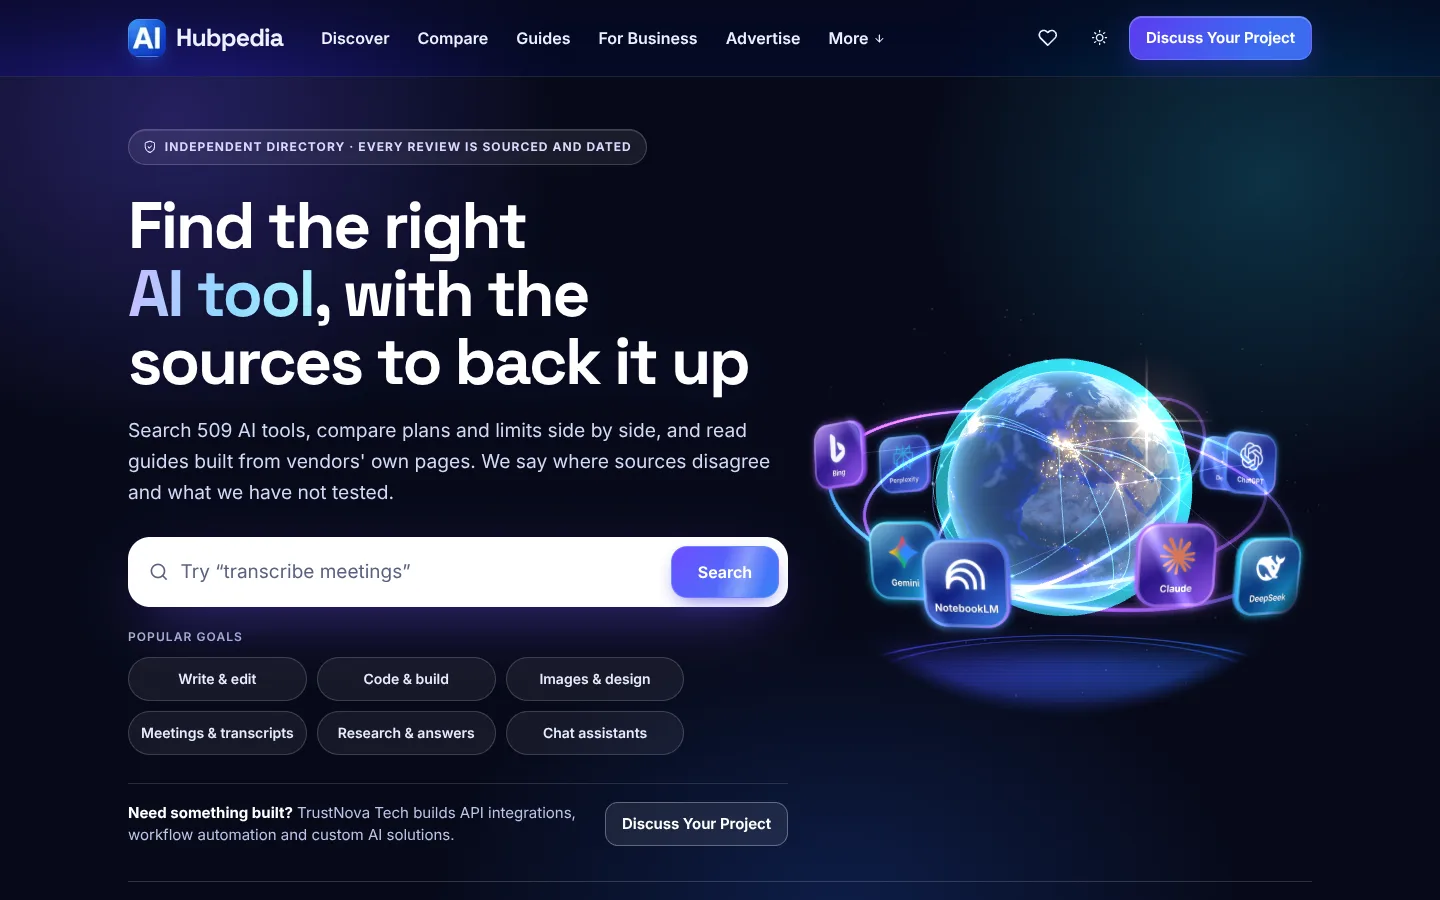 AI Hubpedia
Discover
Compare
Guides
For Business
Advertise
More ↓
Discuss Your Project
INDEPENDENT DIRECTORY · EVERY REVIEW IS SOURCED AND DATED
Find the right
AI tool, with the
sources to back it up
Search 509 AI tools, compare plans and limits side by side, and read
guides built from vendors' own pages. We say where sources disagree
and what we have not tested.
Try “transcribe meetings”
Search
POPULAR GOALS
Write & edit
Code & build
Images & design
Meetings & transcripts
Research & answers
Chat assistants
Need something built? TrustNova Tech builds API integrations,
workflow automation and custom AI solutions.
Discuss Your Project
Bing
Perplexity
ChatGPT
Gemini
NotebookLM
Claude
DeepSeek